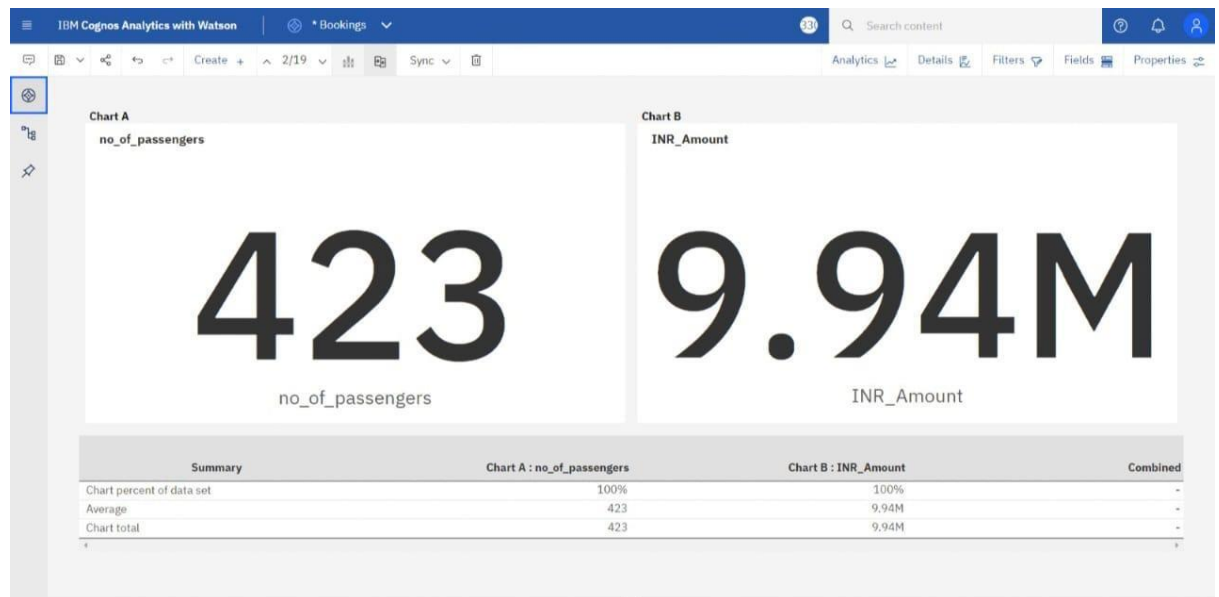 IBM Cognos Analytics with Watson
* Bookings
Search content
Create +
2/19
Sync
Analytics
Details
Filters
Fields
Properties
Chart A
no_of_passengers
423
no_of_passengers
Chart B
INR_Amount
9.94M
INR_Amount
Summary Chart A : no_of_passengers Chart B : INR_Amount Combined
Chart percent of data set 100% 100% -
Average 423 9.94M -
Chart total 423 9.94M -